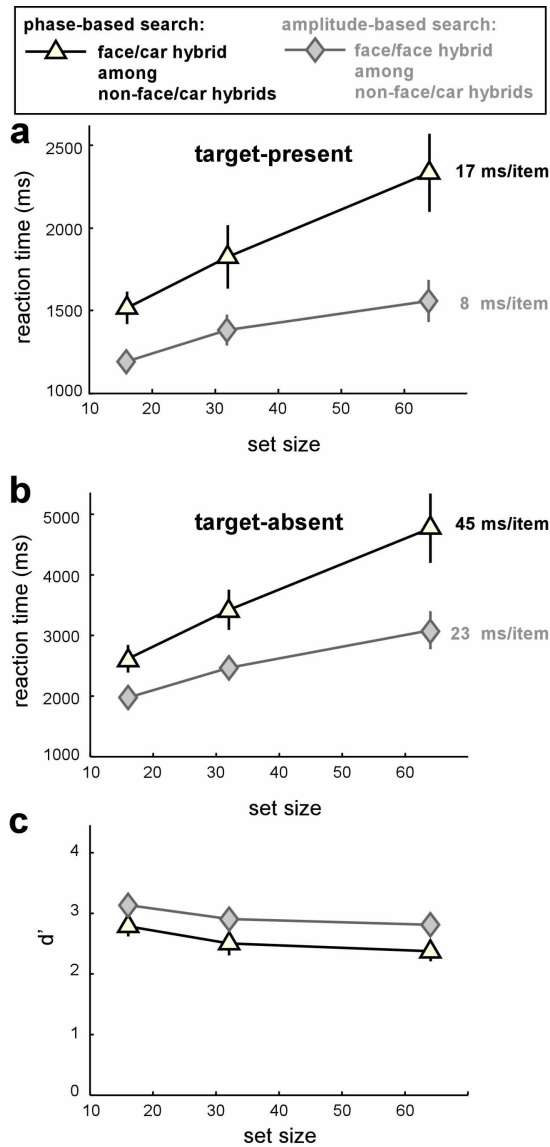 phase-based search:
face/car hybrid
among
non-face/car hybrids
amplitude-based search:
face/face hybrid
among
non-face/car hybrids
a
target-present
reaction time (ms)
2500
2000
1500
1000
17 ms/item
8 ms/item
10 20 30 40 50 60
set size
b
target-absent
reaction time (ms)
5000
4000
3000
2000
1000
45 ms/item
23 ms/item
10 20 30 40 50 60
set size
c
d'
4
3
2
1
0
10 20 30 40 50 60
set size